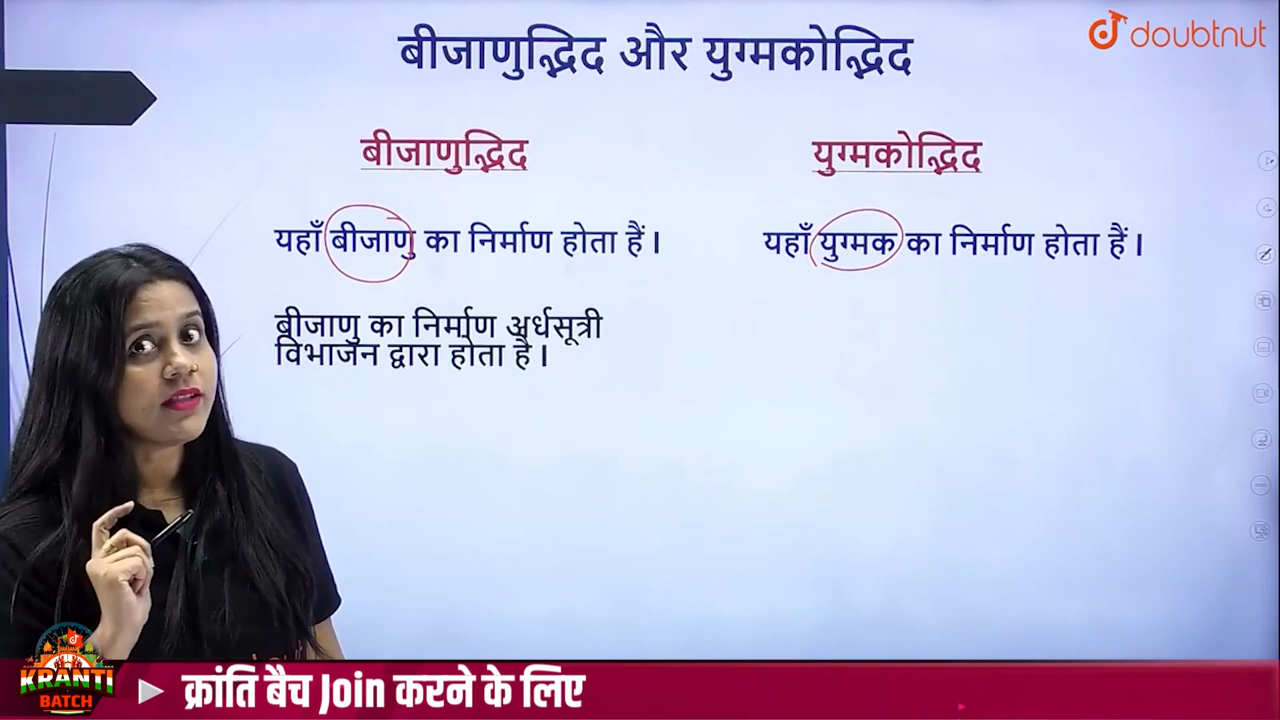 बीजाणुद्भिद और युग्मकोद्भिद
doubtnut
बीजाणुद्भिद
युग्मकोद्भिद
यहाँ बीजाणु का निर्माण होता हैं।
यहाँ युग्मक का निर्माण होता हैं।
बीजाणु का निर्माण अर्धसूत्री
विभाजन द्वारा होता है।
KRANTI
BATCH
क्रांति बैच Join करने के लिए